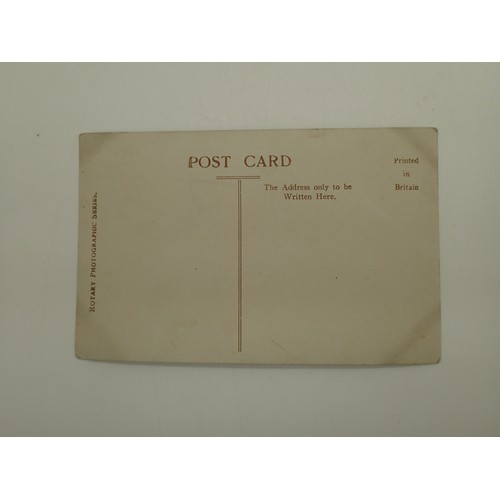 POST CARD
The Address only to be
Written Here.
Printed
in
Britain
ROTARY PHOTOGRAPHIC SERIES.